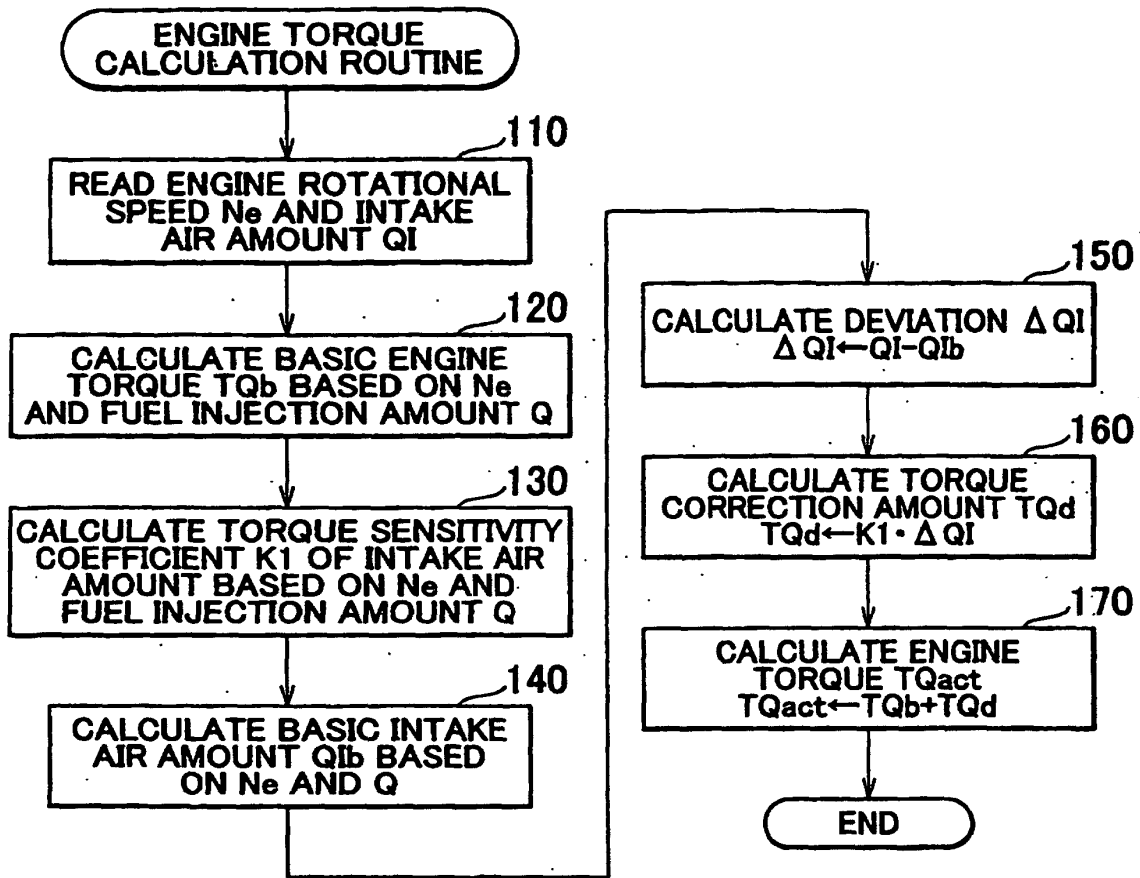 ENGINE TORQUE
CALCULATION ROUTINE
110
READ ENGINE ROTATIONAL
SPEED Ne AND INTAKE
AIR AMOUNT QI
120
CALCULATE BASIC ENGINE
TORQUE TQb BASED ON Ne
AND FUEL INJECTION AMOUNT Q
130
CALCULATE TORQUE SENSITIVITY
COEFFICIENT K1 OF INTAKE AIR
AMOUNT BASED ON Ne AND
FUEL INJECTION AMOUNT Q
140
CALCULATE BASIC INTAKE
AIR AMOUNT QIb BASED
ON Ne AND Q
150
CALCULATE DEVIATION ΔQI
ΔQI←QI-QIb
160
CALCULATE TORQUE
CORRECTION AMOUNT TQd
TQd←K1・ΔQI
170
CALCULATE ENGINE
TORQUE TQact
TQact←TQb+TQd
END